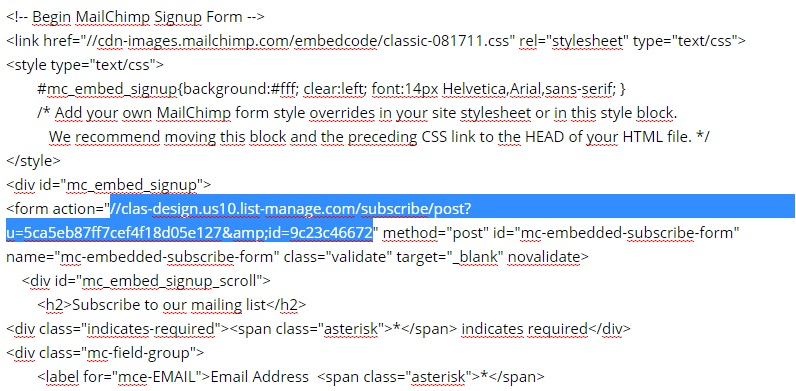 <!-- Begin MailChimp Signup Form -->
<link href="//cdn-images.mailchimp.com/embedcode/classic-081711.css" rel="stylesheet" type="text/css">
<style type="text/css">
#mc_embed_signup{background:#fff; clear:left; font:14px Helvetica,Arial,sans-serif; }
/* Add your own MailChimp form style overrides in your site stylesheet or in this style block.
We recommend moving this block and the preceding CSS link to the HEAD of your HTML file. */
</style>
<div id="mc_embed_signup">
<form action="//clas-design.us10.list-manage.com/subscribe/post?
u=5ca5eb87ff7cef4f18d05e127&amp;id=9c23c46672" method="post" id="mc-embedded-subscribe-form"
name="mc-embedded-subscribe-form" class="validate" target="_blank" novalidate>
<div id="mc_embed_signup_scroll">
<h2>Subscribe to our mailing list</h2>
<div class="indicates-required"><span class="asterisk">*</span> indicates required</div>
<div class="mc-field-group">
<label for="mce-EMAIL">Email Address  <span class="asterisk">*</span>